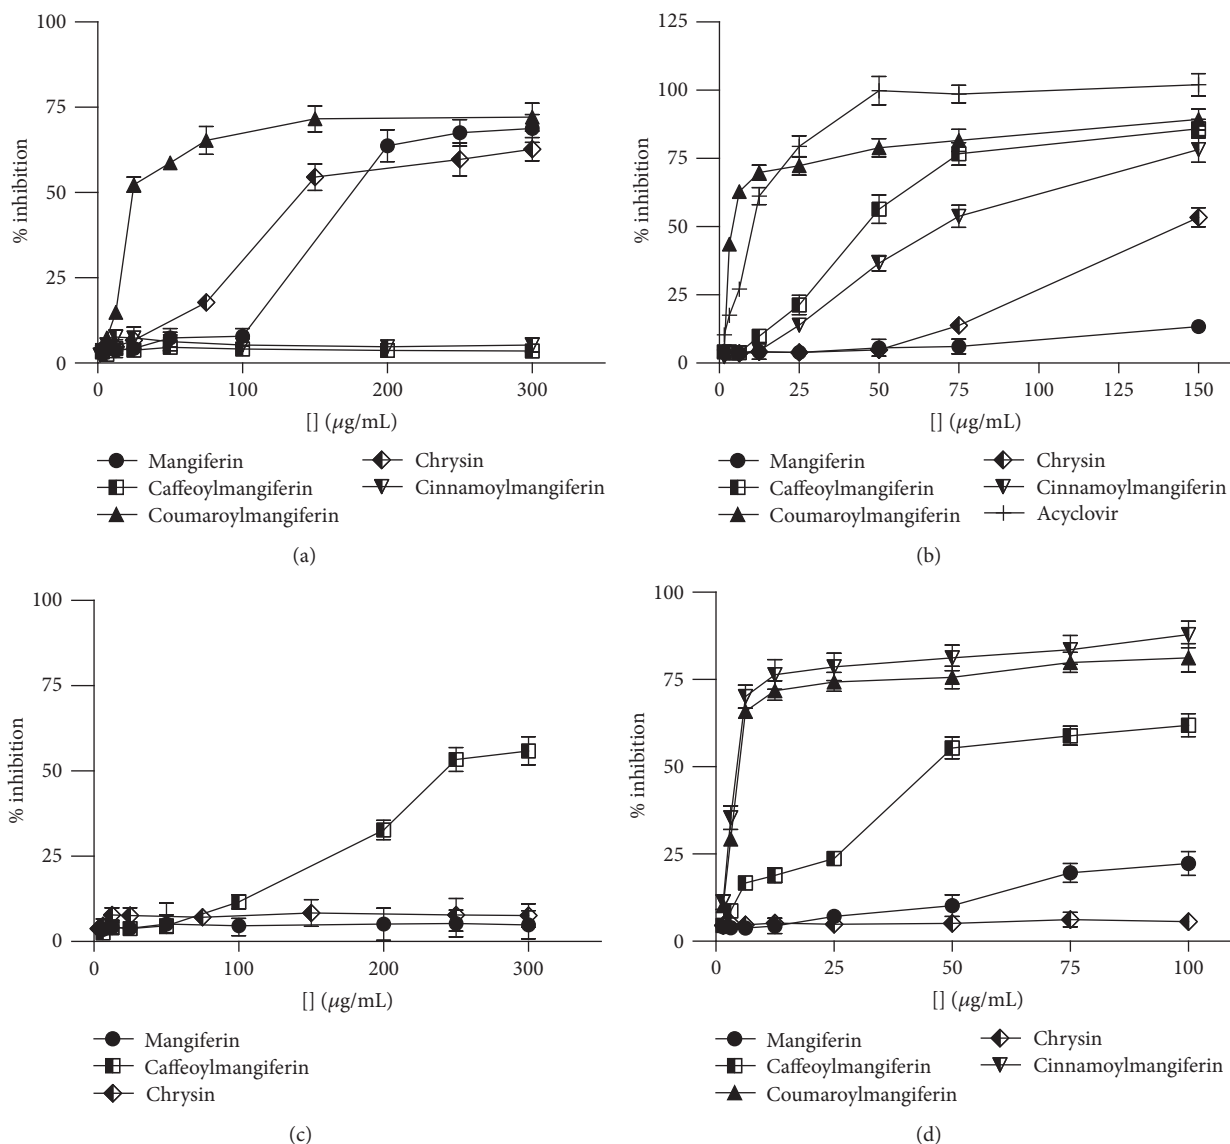 100
75
50
25
0
% inhibition
0
100
200
300
[] (μg/mL)
Mangiferin
Chrysin
Caffeoylmangiferin
Cinnamoylmangiferin
Coumaroylmangiferin
(a)
125
100
75
50
25
0
% inhibition
0
25
50
75
100
125
150
[] (μg/mL)
Mangiferin
Chrysin
Caffeoylmangiferin
Cinnamoylmangiferin
Coumaroylmangiferin
Acyclovir
(b)
100
75
50
25
0
% inhibition
0
100
200
300
[] (μg/mL)
Mangiferin
Caffeoylmangiferin
Chrysin
(c)
100
75
50
25
0
% inhibition
0
25
50
75
100
[] (μg/mL)
Mangiferin
Chrysin
Caffeoylmangiferin
Cinnamoylmangiferin
Coumaroylmangiferin
(d)